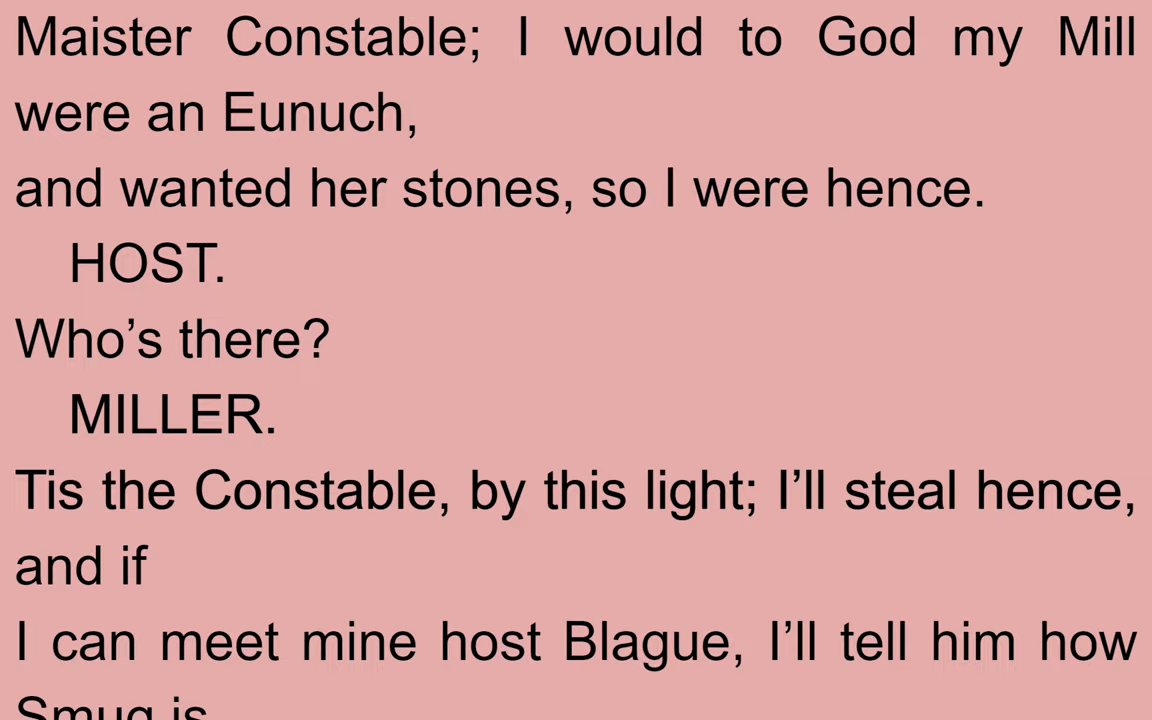 Maister Constable; I would to God my Mill
were an Eunuch,
and wanted her stones, so I were hence.
HOST.
Who’s there?
MILLER.
Tis the Constable, by this light; I’ll steal hence,
and if
I can meet mine host Blague, I’ll tell him how
Smug is